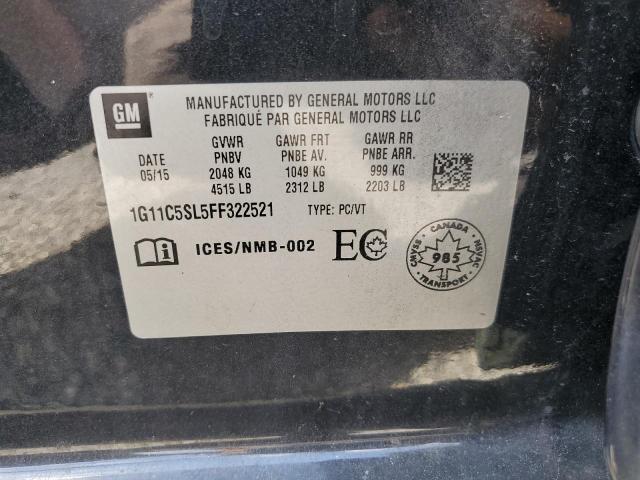 GM
MANUFACTURED BY GENERAL MOTORS LLC
FABRIQUÉ PAR GENERAL MOTORS LLC
GVWR GAWR FRT GAWR RR
DATE PNBV PNBE AV. PNBE ARR.
05/15 2048 KG 1049 KG 999 KG
4515 LB 2312 LB 2203 LB
1G11C5SL5FF322521 TYPE: PC/VT
i ICES/NMB-002 EC
CANADA
CMVSS 985 NSVAC
TRANSPORT